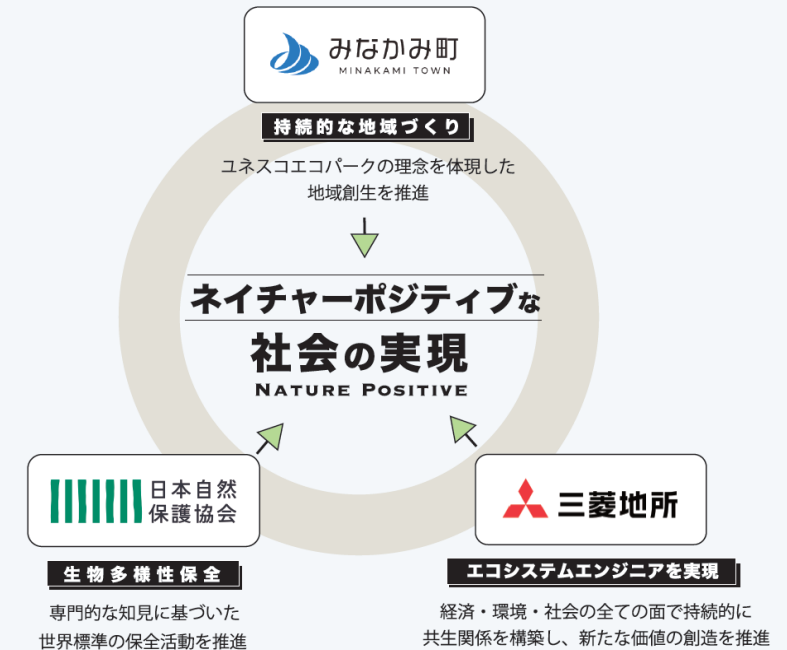 みなかみ町
MINAKAMI TOWN
持続的な地域づくり
ユネスコエコパークの理念を体現した
地域創生を推進
ネイチャーポジティブな
社会の実現
NATURE POSITIVE
日本自然
保護協会
生物多様性保全
専門的な知見に基づいた
世界標準の保全活動を推進
三菱地所
エコシステムエンジニアを実現
経済・環境・社会の全ての面で持続的に
共生関係を構築し、新たな価値の創造を推進